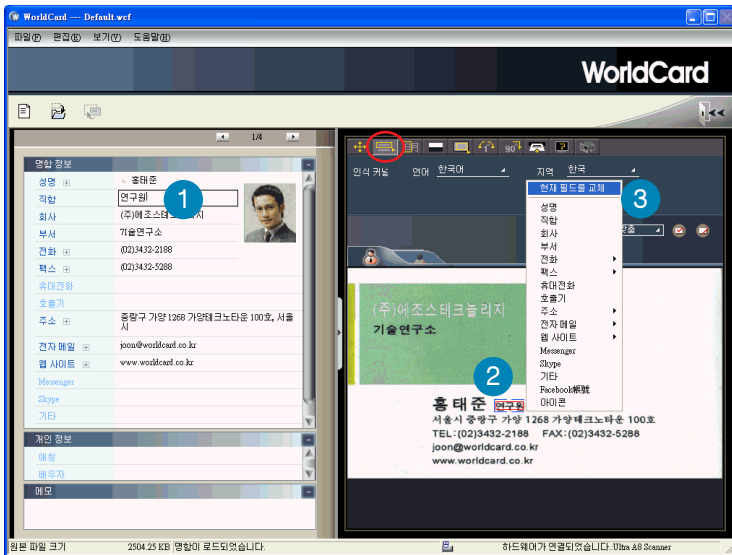 WorldCard --- Default.wcf
파일(F) 편집(E) 보기(V) 도움말(H)
WorldCard
1/4
명함 정보
성명 홍태준
직함 연구원
회사 (주)에조스테크놀리지
부서 기술연구소
전화 (02)3432-2188
팩스 (02)3432-5288
휴대전화
호출기
주소 중랑구 가양 1268 가양테크노타운 100호, 서울시
전자 메일 joon@worldcard.co.kr
웹 사이트 www.worldcard.co.kr
Messenger
Skype
기타
개인 정보
애칭
배우자
메모
1
인식 커널 언어 한국어 지역 한국
현재 필드를 교체
3
성명
직함
회사
부서
전화
팩스
휴대전화
호출기
주소
전자 메일
웹 사이트
Messenger
Skype
기타
Facebook帳號
아이콘
맞춤
(주)에조스테크놀리지
기술연구소
2
홍 태 준 연구원
서울시 중랑구 가양 1268 가양테크노타운 100호
TEL:(02)3432-2188 FAX:(02)3432-5288
joon@worldcard.co.kr
www.worldcard.co.kr
원본 파일 크기 2504.25 KB 명함이 로드되었습니다. 하드웨어가 연결되었습니다.:Ultra A8 Scanner